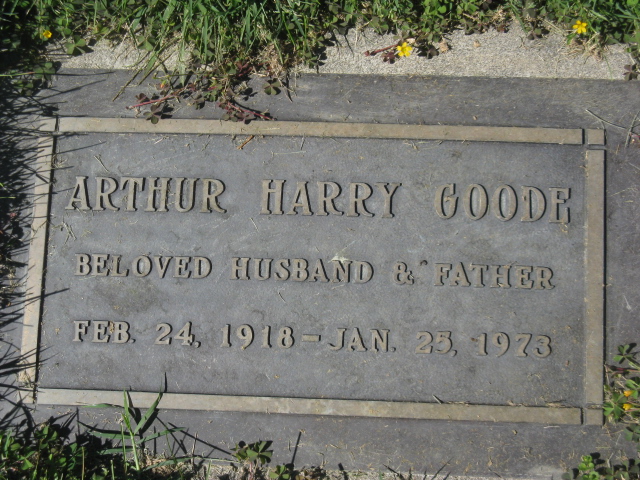 ARTHUR HARRY GOODE
BELOVED HUSBAND & FATHER
FEB. 24, 1918 - JAN. 25, 1973